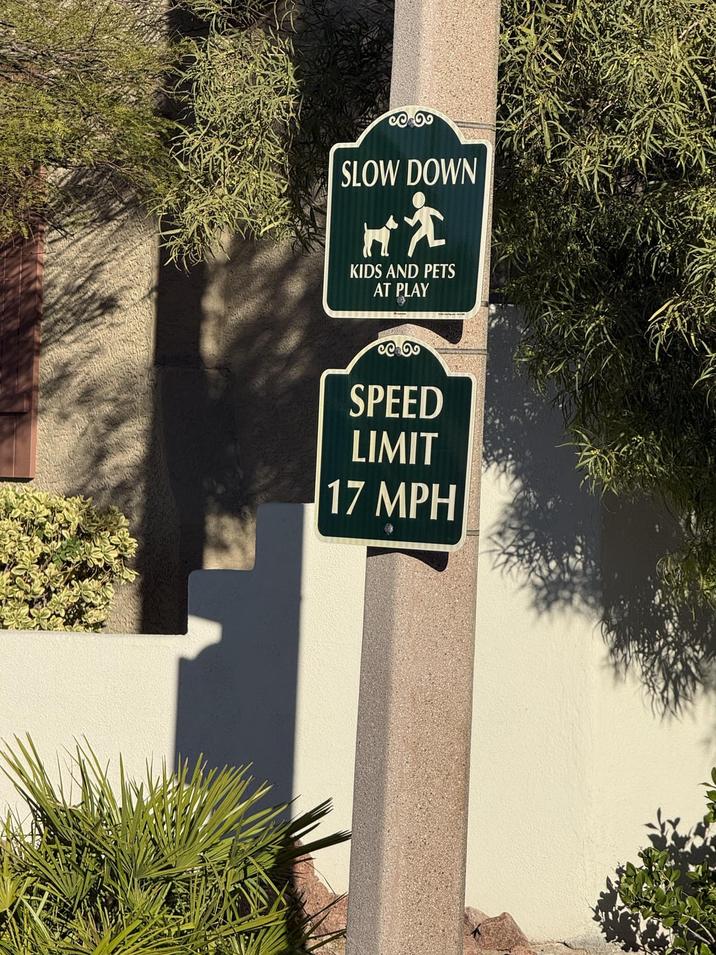 SLOW DOWN
KIDS AND PETS
AT PLAY
SPEED
LIMIT
17 MPH